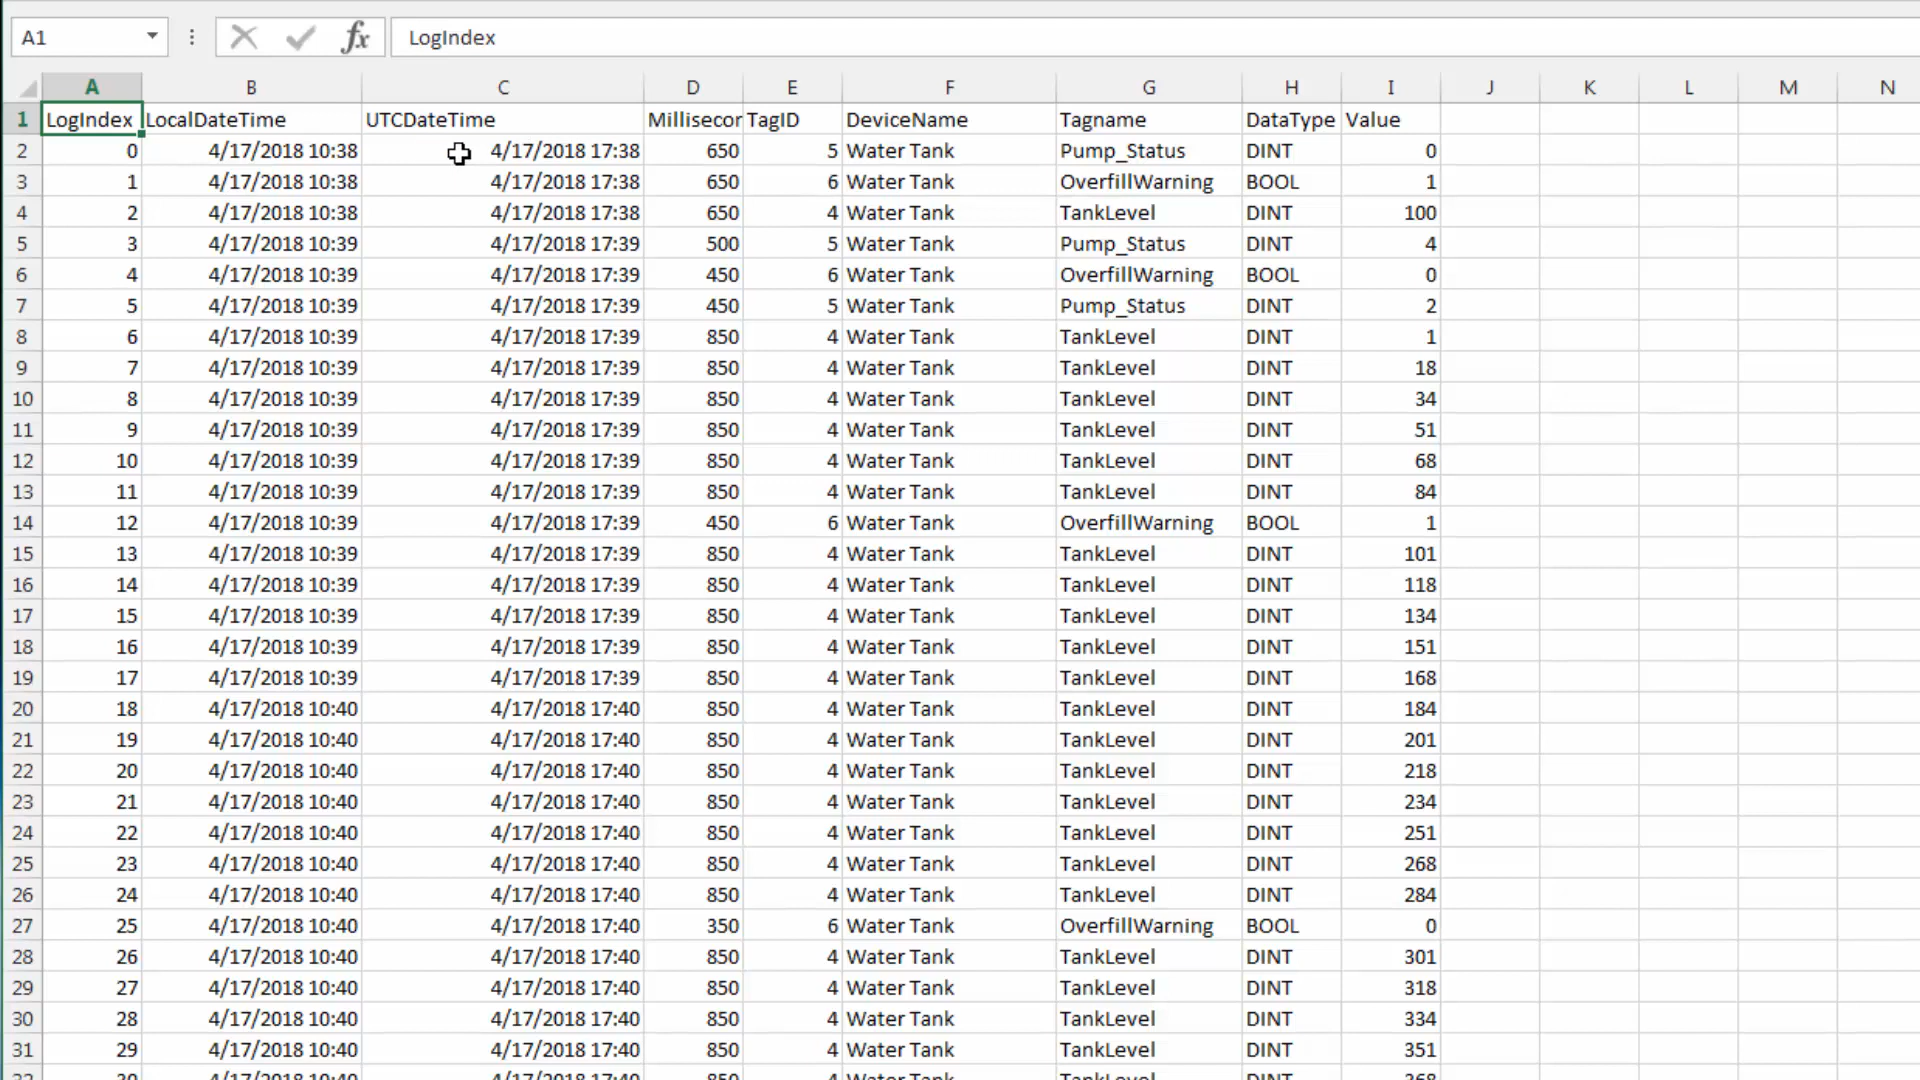 A1 fx LogIndex
A B C D E F G H I J K L M N
1 LogIndex LocalDateTime UTCDateTime Millisecor TagID DeviceName Tagname DataType Value
2 0 4/17/2018 10:38 4/17/2018 17:38 650 5 Water Tank Pump_Status DINT 0
3 1 4/17/2018 10:38 4/17/2018 17:38 650 6 Water Tank OverfillWarning BOOL 1
4 2 4/17/2018 10:38 4/17/2018 17:38 650 4 Water Tank TankLevel DINT 100
5 3 4/17/2018 10:39 4/17/2018 17:39 500 5 Water Tank Pump_Status DINT 4
6 4 4/17/2018 10:39 4/17/2018 17:39 450 6 Water Tank OverfillWarning BOOL 0
7 5 4/17/2018 10:39 4/17/2018 17:39 450 5 Water Tank Pump_Status DINT 2
8 6 4/17/2018 10:39 4/17/2018 17:39 850 4 Water Tank TankLevel DINT 1
9 7 4/17/2018 10:39 4/17/2018 17:39 850 4 Water Tank TankLevel DINT 18
10 8 4/17/2018 10:39 4/17/2018 17:39 850 4 Water Tank TankLevel DINT 34
11 9 4/17/2018 10:39 4/17/2018 17:39 850 4 Water Tank TankLevel DINT 51
12 10 4/17/2018 10:39 4/17/2018 17:39 850 4 Water Tank TankLevel DINT 68
13 11 4/17/2018 10:39 4/17/2018 17:39 850 4 Water Tank TankLevel DINT 84
14 12 4/17/2018 10:39 4/17/2018 17:39 450 6 Water Tank OverfillWarning BOOL 1
15 13 4/17/2018 10:39 4/17/2018 17:39 850 4 Water Tank TankLevel DINT 101
16 14 4/17/2018 10:39 4/17/2018 17:39 850 4 Water Tank TankLevel DINT 118
17 15 4/17/2018 10:39 4/17/2018 17:39 850 4 Water Tank TankLevel DINT 134
18 16 4/17/2018 10:39 4/17/2018 17:39 850 4 Water Tank TankLevel DINT 151
19 17 4/17/2018 10:39 4/17/2018 17:39 850 4 Water Tank TankLevel DINT 168
20 18 4/17/2018 10:40 4/17/2018 17:40 850 4 Water Tank TankLevel DINT 184
21 19 4/17/2018 10:40 4/17/2018 17:40 850 4 Water Tank TankLevel DINT 201
22 20 4/17/2018 10:40 4/17/2018 17:40 850 4 Water Tank TankLevel DINT 218
23 21 4/17/2018 10:40 4/17/2018 17:40 850 4 Water Tank TankLevel DINT 234
24 22 4/17/2018 10:40 4/17/2018 17:40 850 4 Water Tank TankLevel DINT 251
25 23 4/17/2018 10:40 4/17/2018 17:40 850 4 Water Tank TankLevel DINT 268
26 24 4/17/2018 10:40 4/17/2018 17:40 850 4 Water Tank TankLevel DINT 284
27 25 4/17/2018 10:40 4/17/2018 17:40 350 6 Water Tank OverfillWarning BOOL 0
28 26 4/17/2018 10:40 4/17/2018 17:40 850 4 Water Tank TankLevel DINT 301
29 27 4/17/2018 10:40 4/17/2018 17:40 850 4 Water Tank TankLevel DINT 318
30 28 4/17/2018 10:40 4/17/2018 17:40 850 4 Water Tank TankLevel DINT 334
31 29 4/17/2018 10:40 4/17/2018 17:40 850 4 Water Tank TankLevel DINT 351